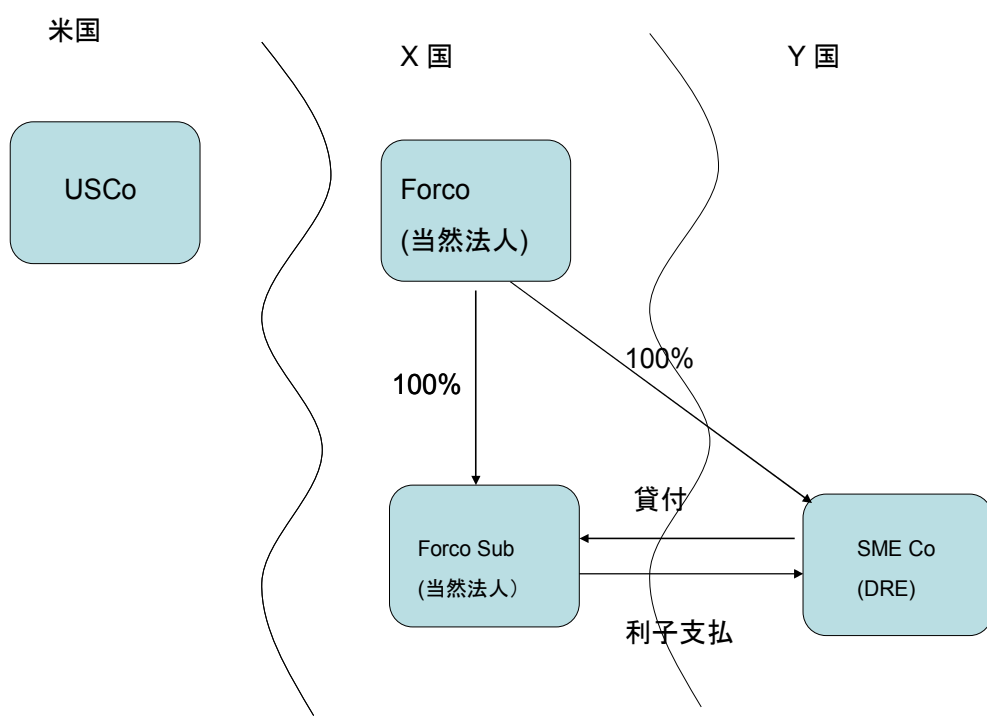 米国
X 国
Y 国
USCo
Forco
(当然法人)
100%
100%
貸付
Forco Sub
(当然法人）
SME Co
(DRE)
利子支払